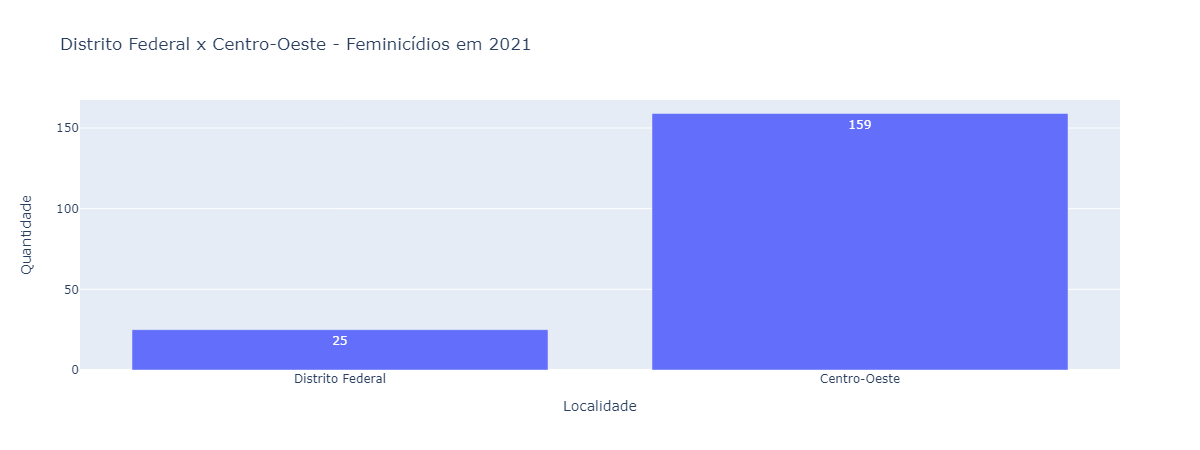 Distrito Federal x Centro-Oeste - Feminicídios em 2021
Quantidade
150
100
50
0
159
25
Distrito Federal
Centro-Oeste
Localidade